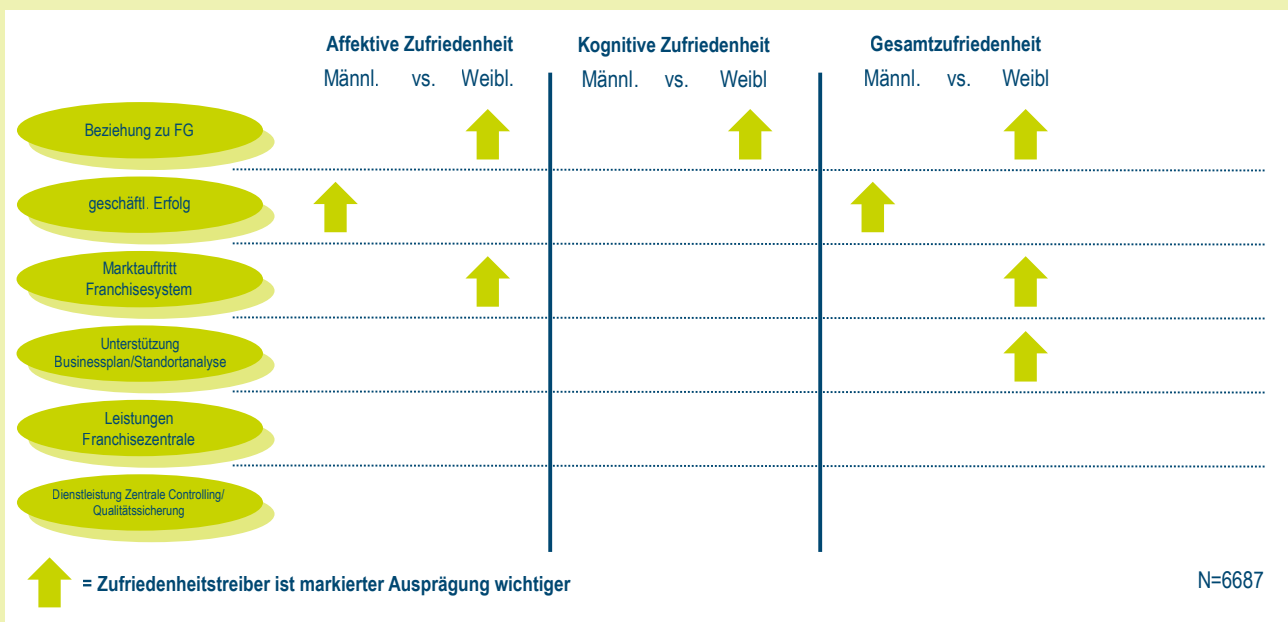 Affektive Zufriedenheit Kognitive Zufriedenheit Gesamtzufriedenheit
Männl. vs. Weibl. Männl. vs. Weibl Männl. vs. Weibl
Beziehung zu FG
geschäftl. Erfolg
Marktauftritt
Franchisesystem
Unterstützung
Businessplan/Standortanalyse
Leistungen
Franchisezentrale
Dienstleistung Zentrale Controlling/
Qualitätssicherung
= Zufriedenheitstreiber ist markierter Ausprägung wichtiger
N=6687